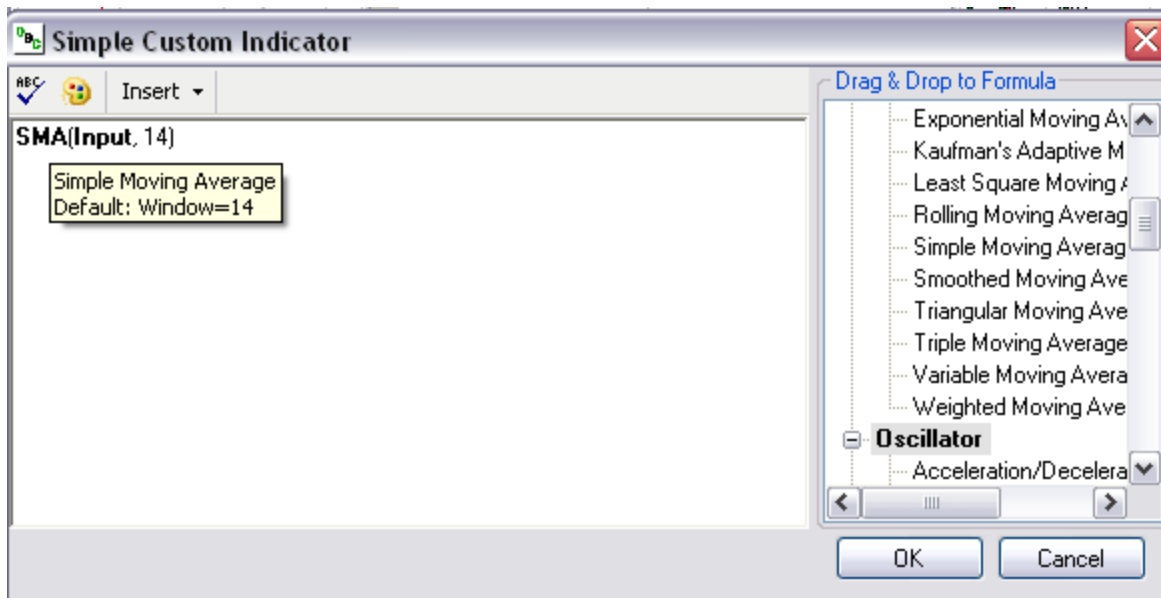 Simple Custom Indicator
ABC
Insert
SMA(Input, 14)
Simple Moving Average
Default: Window=14
Drag & Drop to Formula
Exponential Moving Av
Kaufman's Adaptive M
Least Square Moving
Rolling Moving Averag
Simple Moving Averag
Smoothed Moving Ave
Triangular Moving Ave
Triple Moving Average
Variable Moving Avera
Weighted Moving Ave
Oscillator
Acceleration/Decelera
OK
Cancel